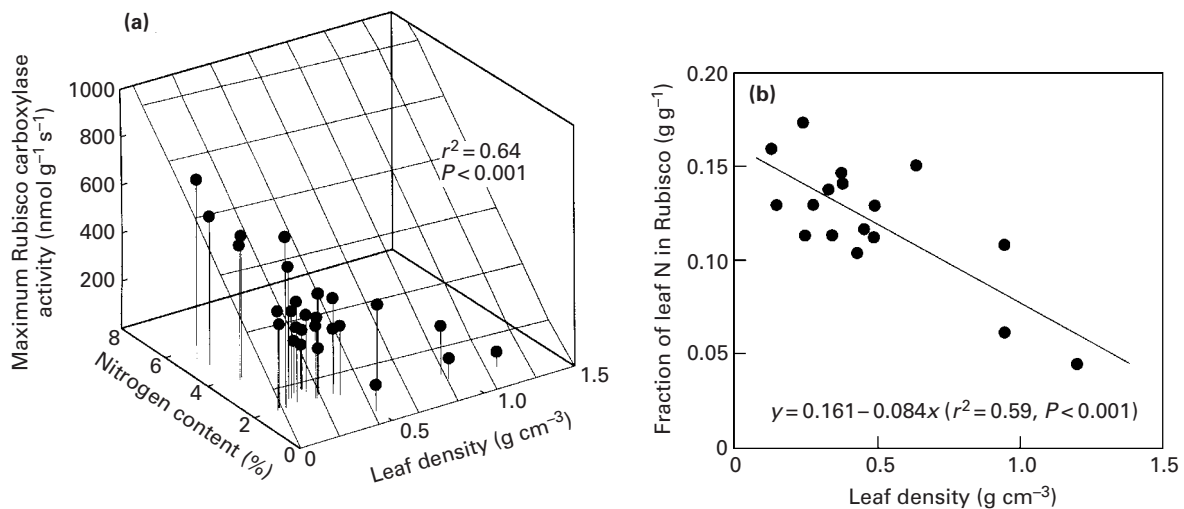 (a)
Maximum Rubisco carboxylase
activity (nmol g⁻¹ s⁻¹)
1000
800
600
400
200
0
8
6
4
2
0
Nitrogen content (%)
0
0.5
1.0
1.5
Leaf density (g cm⁻³)
r² = 0.64
P < 0.001
(b)
Fraction of leaf N in Rubisco (g g⁻¹)
0.20
0.15
0.10
0.05
0
y = 0.161 – 0.084x (r² = 0.59, P < 0.001)
0
0.5
1.0
1.5
Leaf density (g cm⁻³)